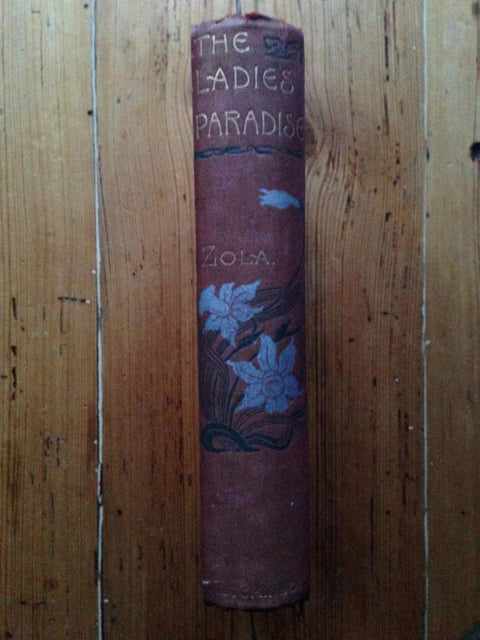 THE
LADIES
PARADISE
ZOLA.